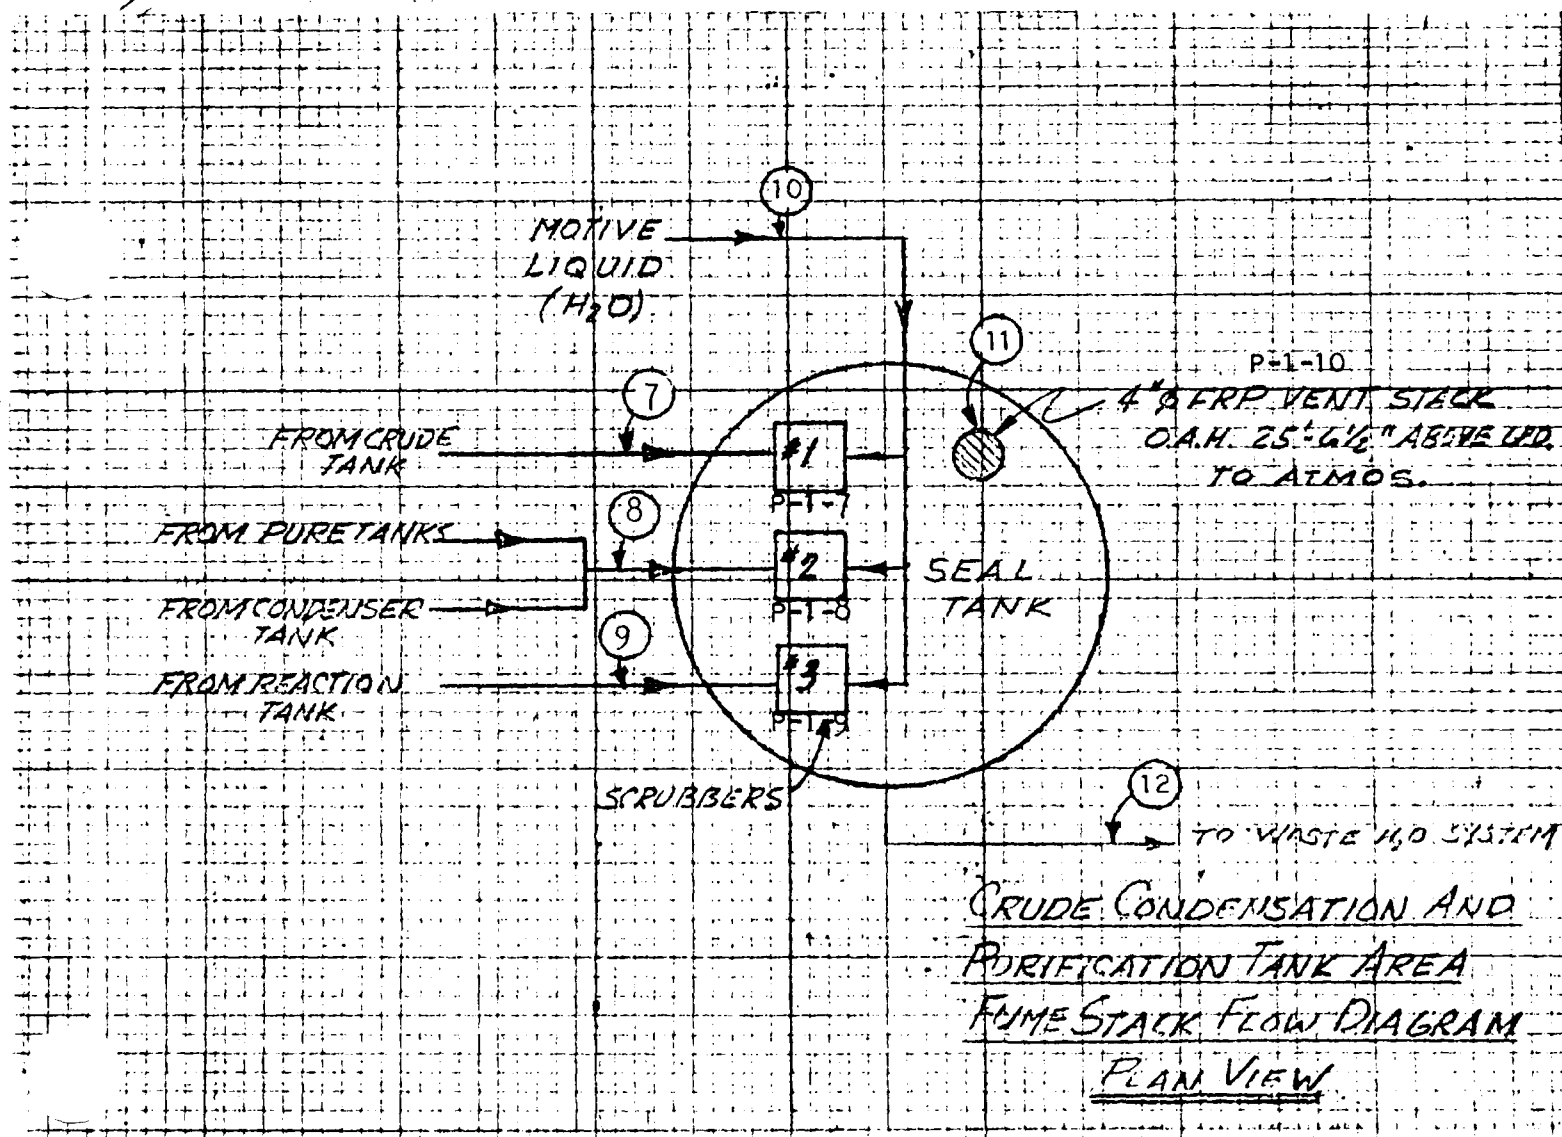 10
MOTIVE
LIQUID
(H2O)
11
P-1-10
4"φ FRP VENT STACK
O.A.H. 25'-6½" ABOVE GRD.
TO ATMOS.
7
FROM CRUDE
TANK
#1
P-1-7
8
FROM PURE TANKS
#2
P-1-8
SEAL
TANK
FROM CONDENSER
TANK
9
FROM REACTION
TANK
#3
P-1-9
SCRUBBERS
12
TO WASTE H2O SYSTEM
CRUDE CONDENSATION AND
PURIFICATION TANK AREA
FUME STACK FLOW DIAGRAM
PLAN VIEW